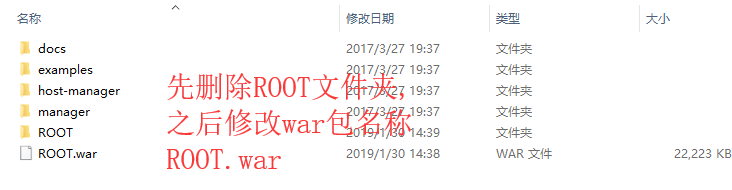 名称 修改日期 类型 大小
docs 2017/3/27 19:37 文件夹
examples 2017/3/27 19:37 文件夹
host-manager 2017/3/27 19:37 文件夹
manager 2017/3/27 19:37 文件夹
ROOT 2019/1/30 14:39 文件夹
ROOT.war 2019/1/30 14:38 WAR 文件 22,223 KB
先删除ROOT文件夹,
之后修改war包名称
ROOT.war